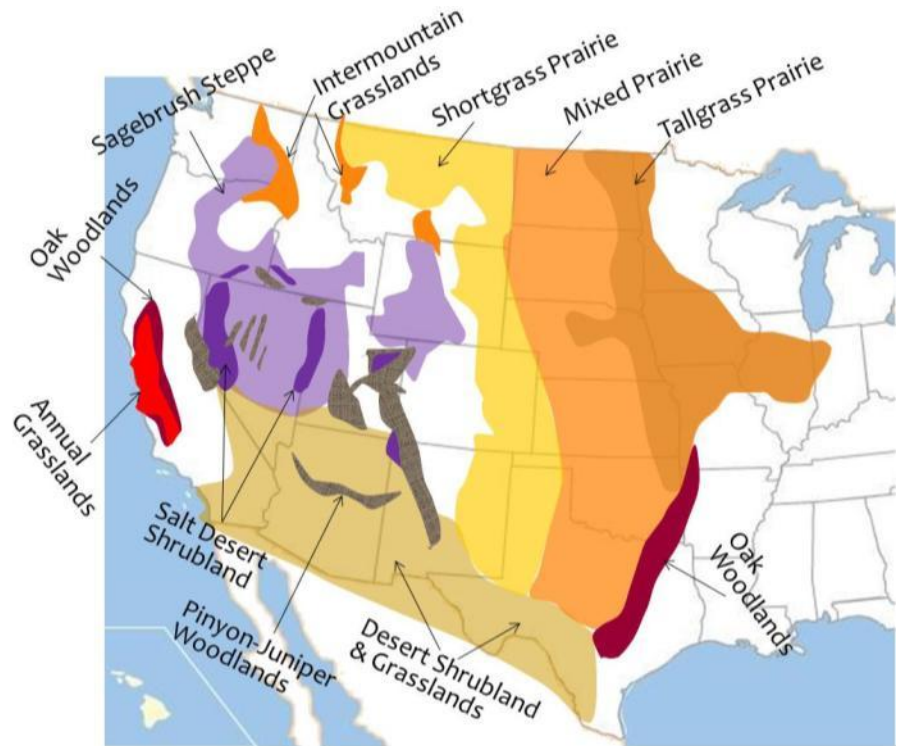 Sagebrush Steppe
Intermountain
Grasslands
Shortgrass Prairie
Mixed Prairie
Tallgrass Prairie
Oak
Woodlands
Annual
Grasslands
Salt Desert
Shrubland
Pinyon-Juniper
Woodlands
Desert Shrubland
& Grasslands
Oak
Woodlands